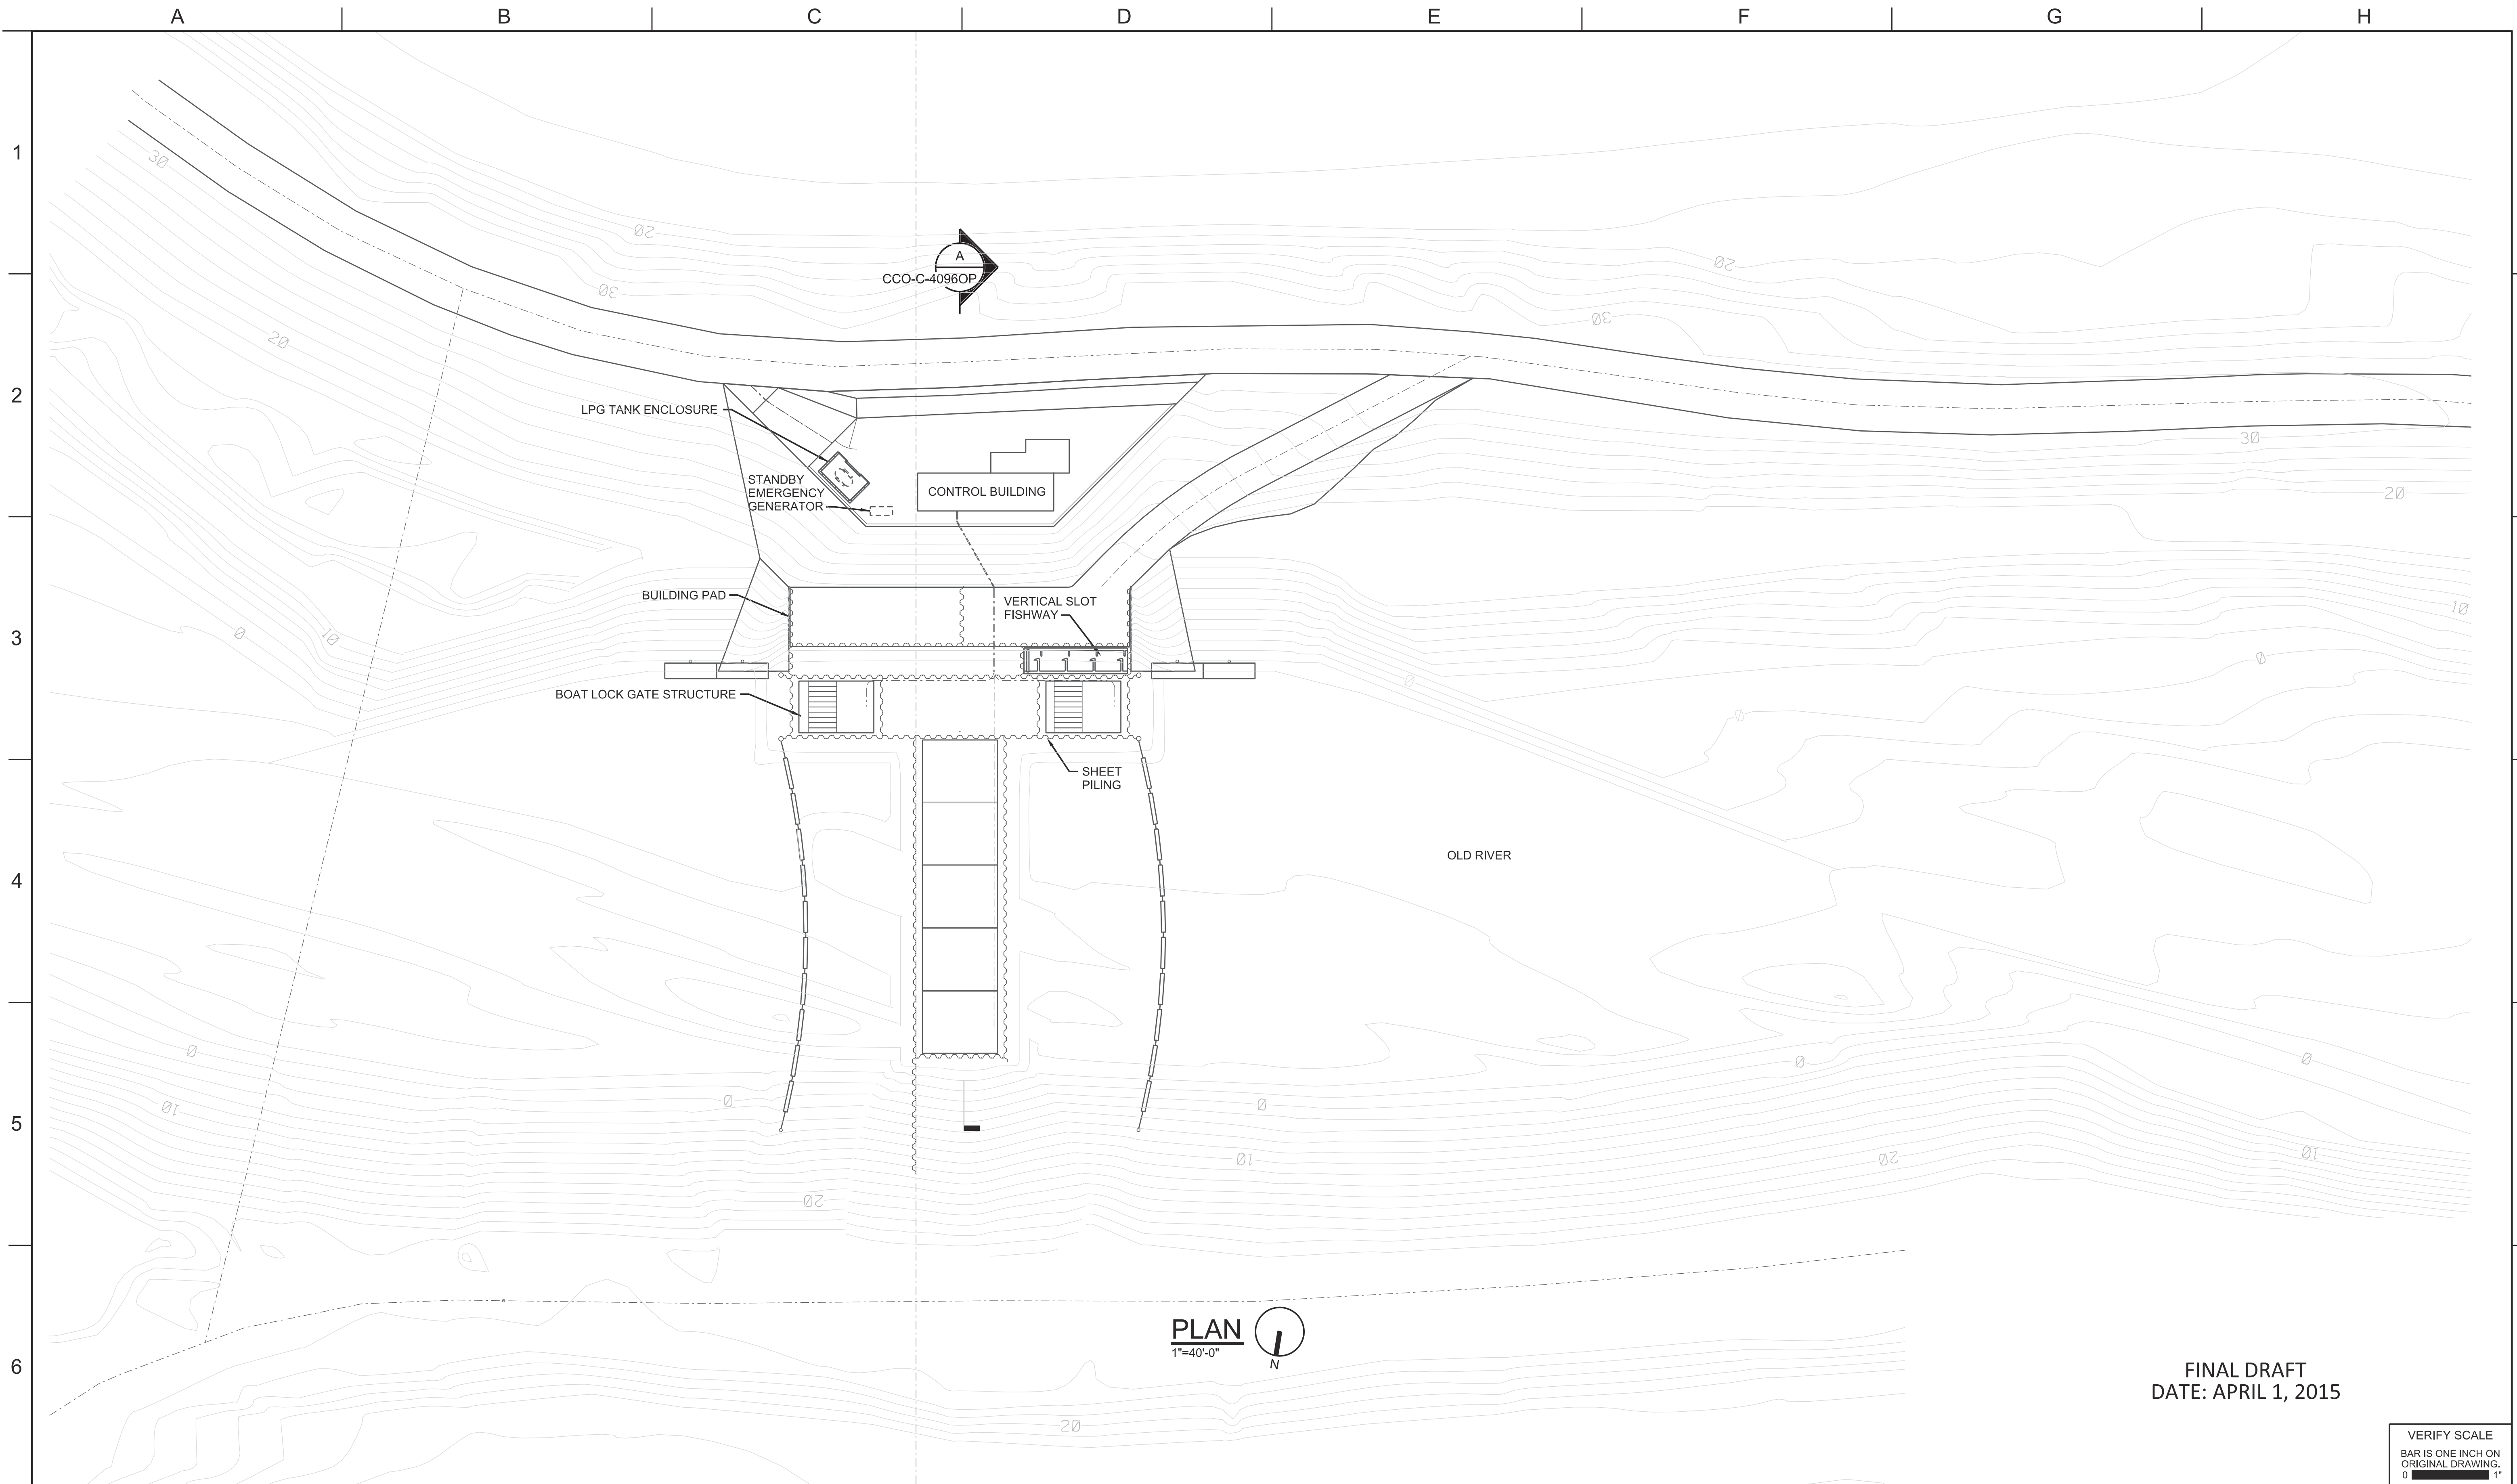 A
B
C
D
E
F
G
H
1
30
20
A
CCO-C-4096OP
20
30
30
20
2
LPG TANK ENCLOSURE
30
STANDBY
EMERGENCY
GENERATOR
CONTROL BUILDING
20
BUILDING PAD
VERTICAL SLOT
FISHWAY
10
0
10
3
0
0
BOAT LOCK GATE STRUCTURE
0
SHEET
PILING
OLD RIVER
4
0
0
0
0
0
10
5
10
20
10
20
PLAN
1"=40'-0"
N
6
FINAL DRAFT
DATE: APRIL 1, 2015
20
VERIFY SCALE
BAR IS ONE INCH ON
ORIGINAL DRAWING.
0 1"